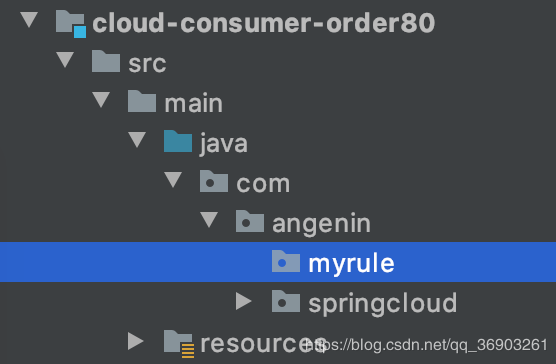 cloud-consumer-order80
src
main
java
com
angenin
myrule
springcloud
resources
https://blog.csdn.net/qq_36903261